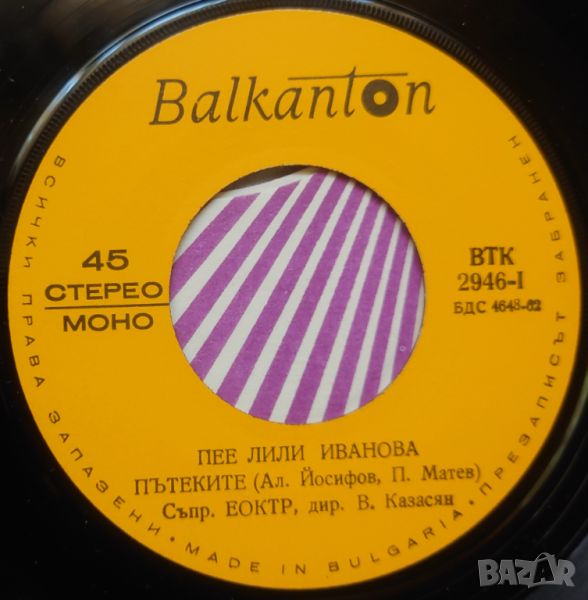 Balkanton
45
СТЕРЕО
МОНО
ВТК
2946-I
БДС 4648-62
ПЕЕ ЛИЛИ ИВАНОВА
ПЪТЕКИТЕ (Ал. Йосифов, П. Матев)
Съпр. ЕОКТР, дир. В. Казасян
ВСИЧКИ ПРАВА ЗАПАЗЕНИ • MADE IN BULGARIA • ПРЕЗАПИСЪТ ЗАБРАНЕН
BAZAR